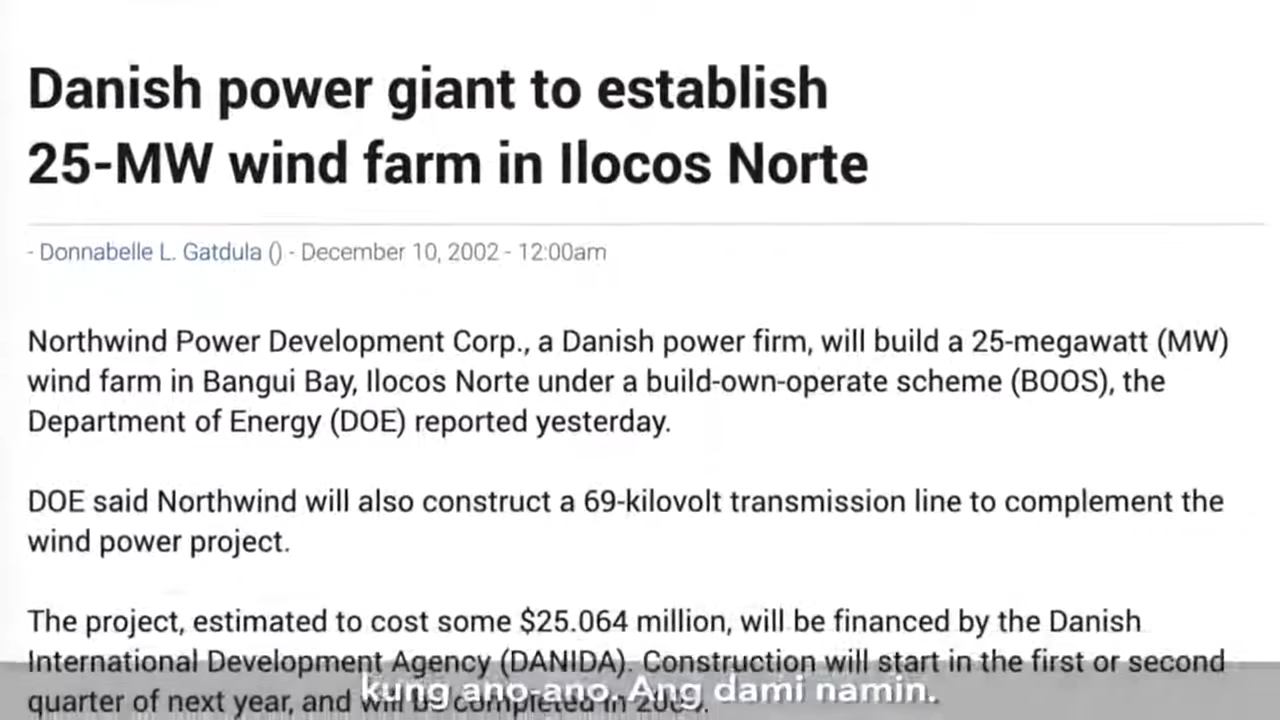 Danish power giant to establish
25-MW wind farm in Ilocos Norte
- Donnabelle L. Gatdula () - December 10, 2002 - 12:00am
Northwind Power Development Corp., a Danish power firm, will build a 25-megawatt (MW)
wind farm in Bangui Bay, Ilocos Norte under a build-own-operate scheme (BOOS), the
Department of Energy (DOE) reported yesterday.
DOE said Northwind will also construct a 69-kilovolt transmission line to complement the
wind power project.
The project, estimated to cost some $25.064 million, will be financed by the Danish
International Development Agency (DANIDA). Construction will start in the first or second
quarter of next year, and will be completed in
kung ano-ano. Ang dami namin.